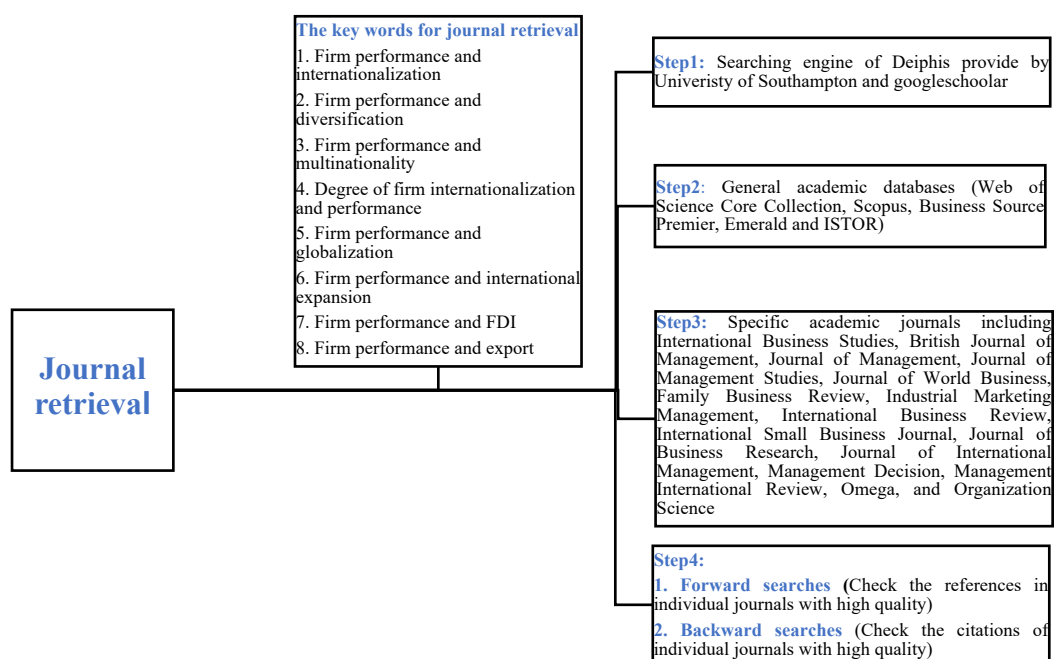 Journal
retrieval
The key words for journal retrieval
1. Firm performance and
internationalization
2. Firm performance and
diversification
3. Firm performance and
multinationality
4. Degree of firm internationalization
and performance
5. Firm performance and
globalization
6. Firm performance and international
expansion
7. Firm performance and FDI
8. Firm performance and export
Step1: Searching engine of Deiphis provide by
Univeristy of Southampton and googleschoolar
Step2: General academic databases (Web of
Science Core Collection, Scopus, Business Source
Premier, Emerald and ISTOR)
Step3: Specific academic journals including
International Business Studies, British Journal of
Management, Journal of Management, Journal of
Management Studies, Journal of World Business,
Family Business Review, Industrial Marketing
Management, International Business Review,
International Small Business Journal, Journal of
Business Research, Journal of International
Management, Management Decision, Management
International Review, Omega, and Organization
Science
Step4:
1. Forward searches (Check the references in
individual journals with high quality)
2. Backward searches (Check the citations of
individual journals with high quality)